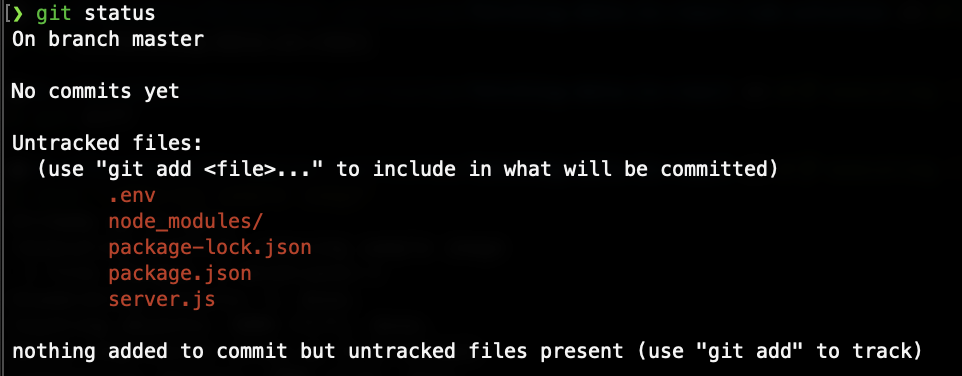 [❯ git status
On branch master
No commits yet
Untracked files:
(use "git add <file>..." to include in what will be committed)
.env
node_modules/
package-lock.json
package.json
server.js
nothing added to commit but untracked files present (use "git add" to track)